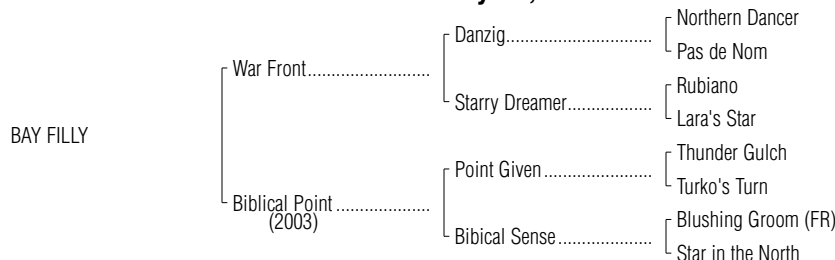 Northern Dancer
Danzig
Pas de Nom
War Front
Rubiano
Starry Dreamer
Lara's Star
BAY FILLY
Thunder Gulch
Point Given
Turko's Turn
Biblical Point
(2003)
Blushing Groom (FR)
Bibical Sense
Star in the North